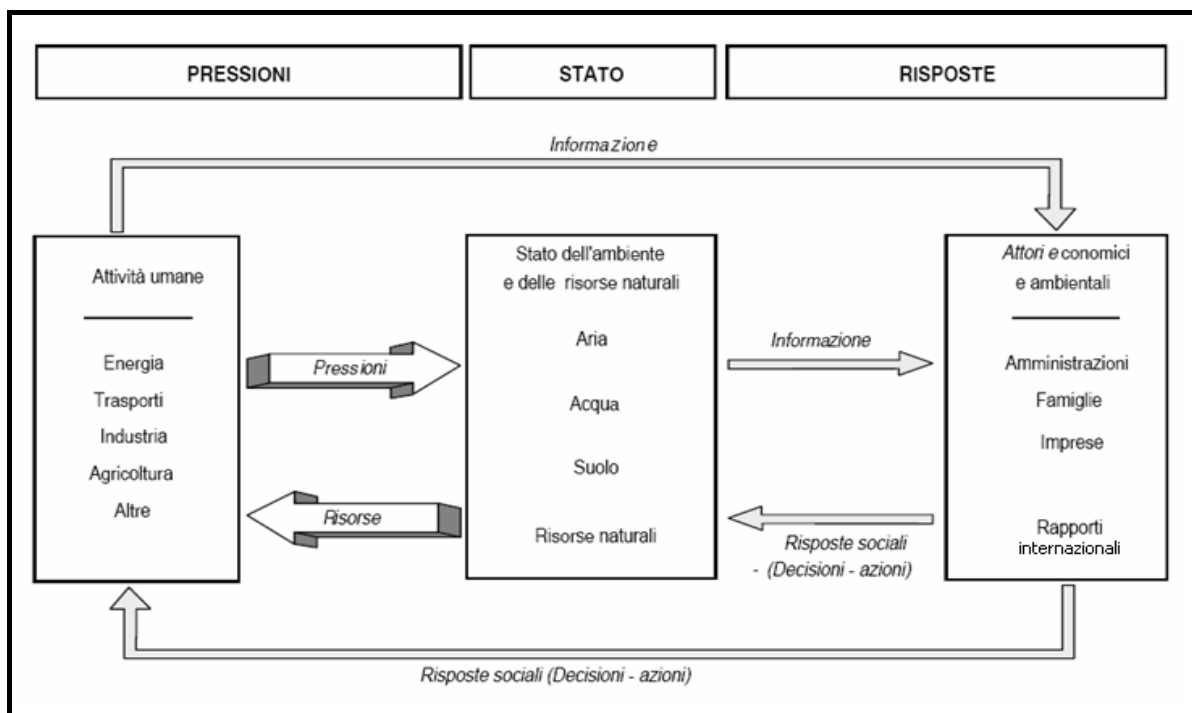 PRESSIONI
STATO
RISPOSTE
Informazione
Attività umane
Energia
Trasporti
Industria
Agricoltura
Altre
Pressioni
Risorse
Stato dell'ambiente
e delle risorse naturali
Aria
Acqua
Suolo
Risorse naturali
Informazione
Risposte sociali
- (Decisioni - azioni)
Attori e conomici
e ambientali
Amministrazioni
Famiglie
Imprese
Rapporti
internazionali
Risposte sociali (Decisioni - azioni)